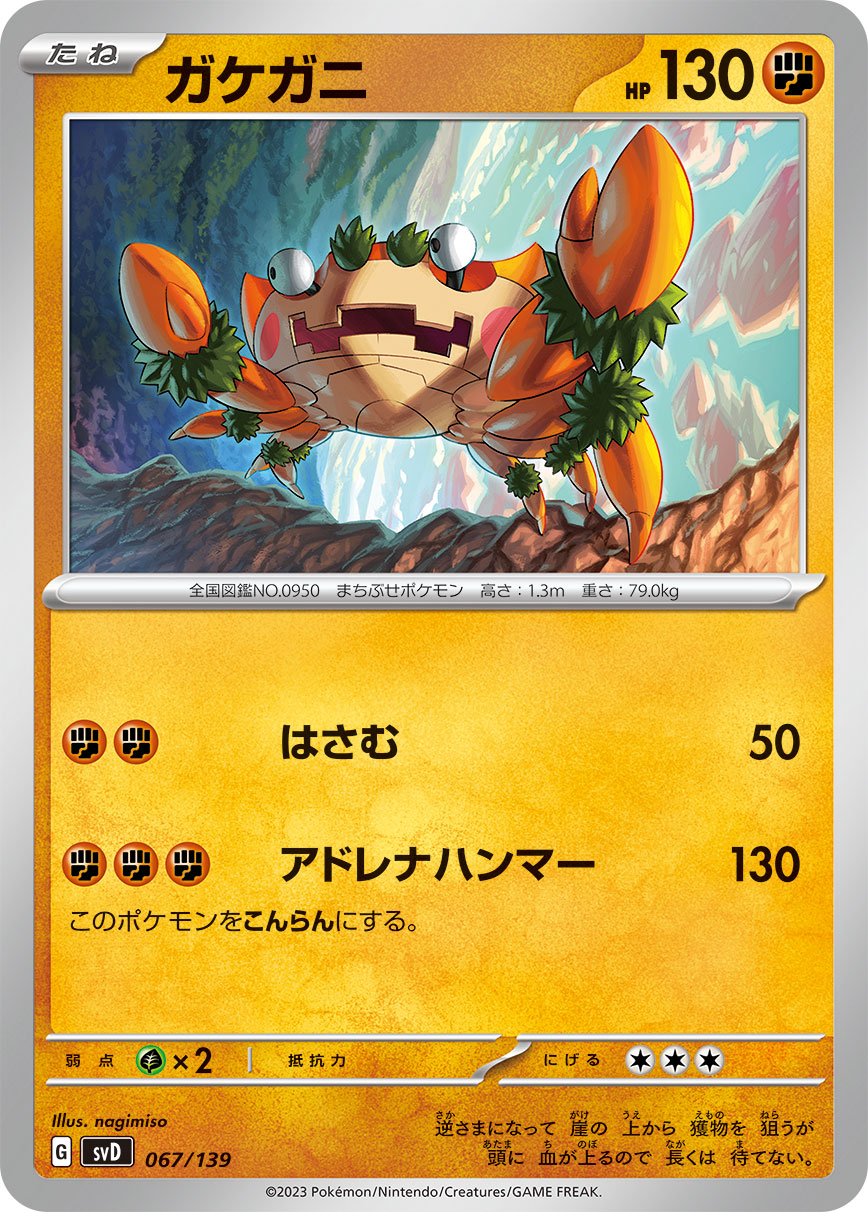 たね
ガケガニ
HP 130
全国図鑑NO.0950 まちぶせポケモン 高さ:1.3m 重さ:79.0kg
はさむ 50
アドレナハンマー 130
このポケモンをこんらんにする。
弱点 ×2 抵抗力 にげる
Illus. nagimiso
G svD 067/139
逆さまになって 崖の 上から 獲物を 狙うが
頭に 血が上るので 長くは 待てない。
©2023 Pokémon/Nintendo/Creatures/GAME FREAK.